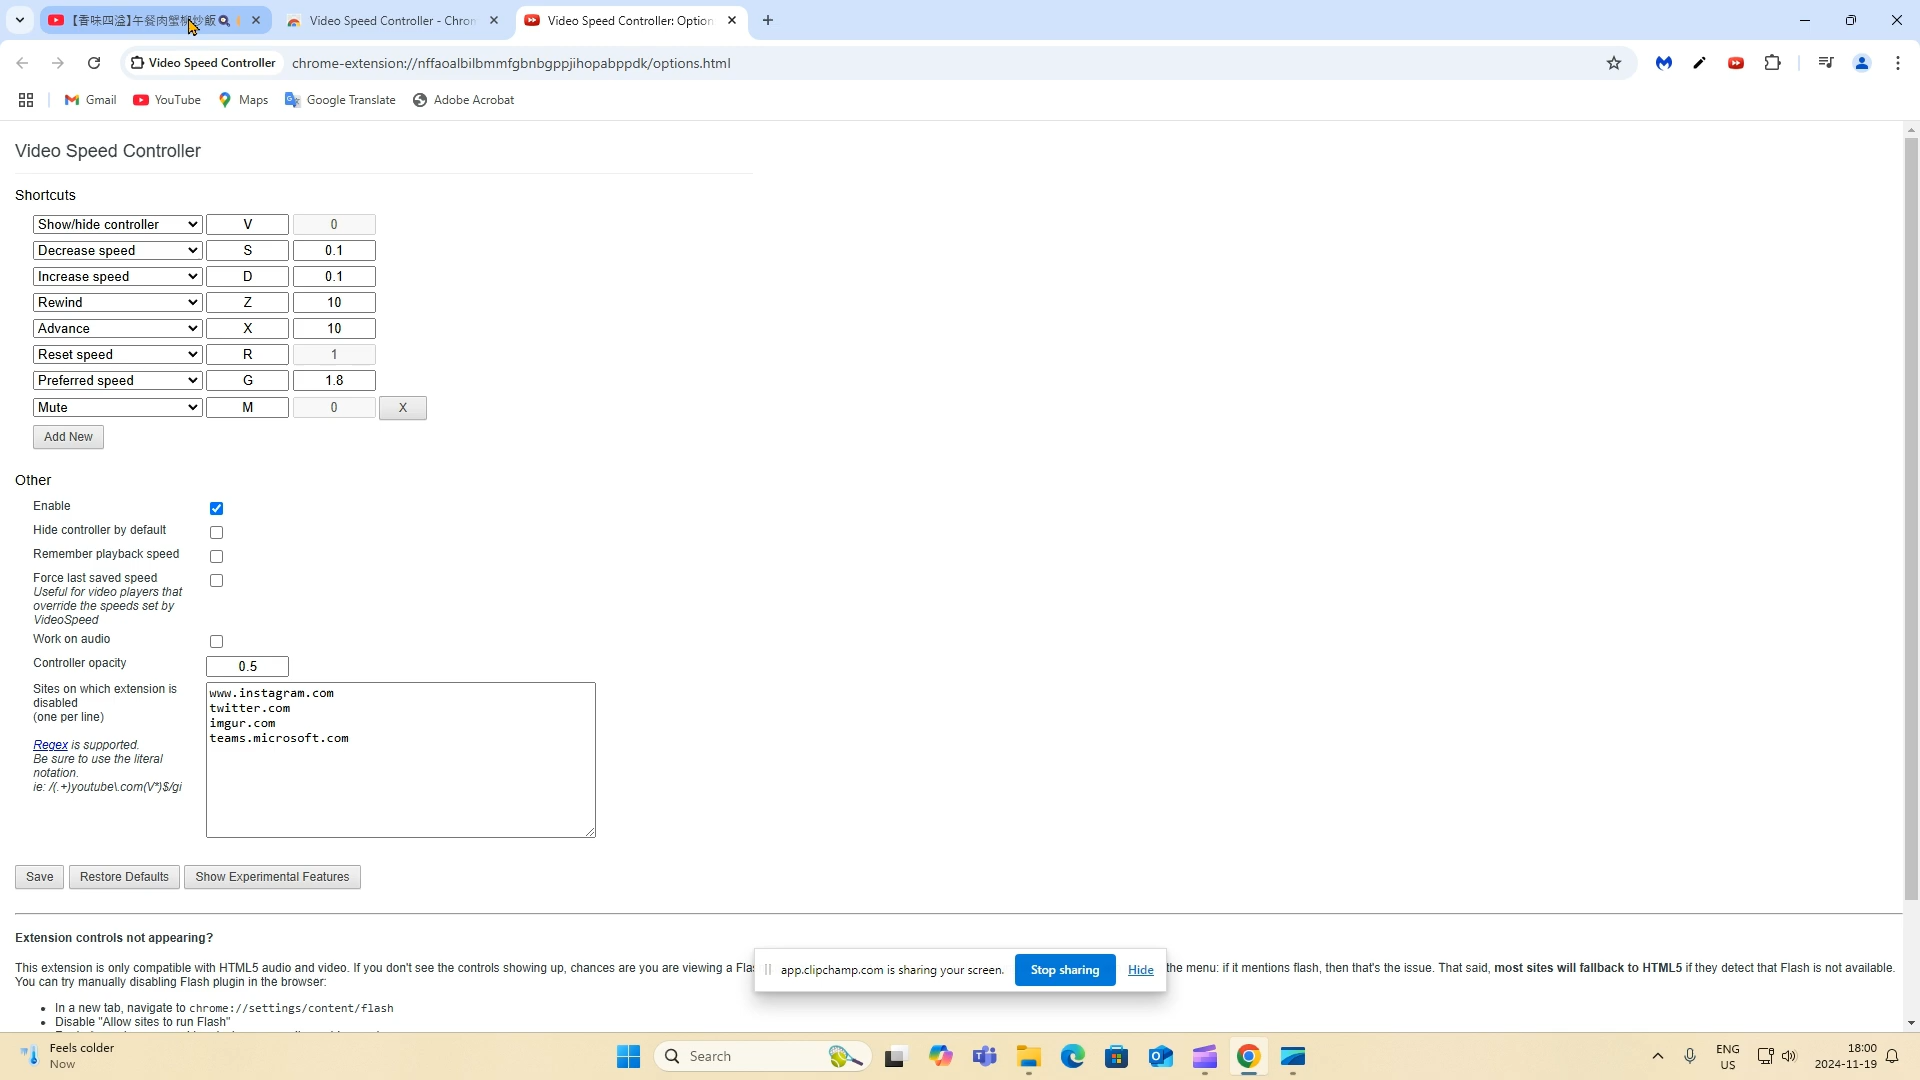 【香味四溢】午餐肉蟹柳炒飯
Video Speed Controller - Chrom
Video Speed Controller: Option
Video Speed Controller
chrome-extension://nffaoalbilbmmfgbnbgppjihopabppdk/options.html
Gmail
YouTube
Maps
Google Translate
Adobe Acrobat
Video Speed Controller
Shortcuts
Show/hide controller V 0
Decrease speed S 0.1
Increase speed D 0.1
Rewind Z 10
Advance X 10
Reset speed R 1
Preferred speed G 1.8
Mute M 0 X
Add New
Other
Enable
Hide controller by default
Remember playback speed
Force last saved speed
Useful for video players that
override the speeds set by
VideoSpeed
Work on audio
Controller opacity 0.5
Sites on which extension is
disabled
(one per line)
Regex is supported.
Be sure to use the literal
notation.
ie: /(.+)youtube\.com(\/*)$/gi
www.instagram.com
twitter.com
imgur.com
teams.microsoft.com
Save
Restore Defaults
Show Experimental Features
Extension controls not appearing?
This extension is only compatible with HTML5 audio and video. If you don't see the controls showing up, chances are you are viewing a Fla
the menu: if it mentions flash, then that's the issue. That said, most sites will fallback to HTML5 if they detect that Flash is not available.
You can try manually disabling Flash plugin in the browser:
• In a new tab, navigate to chrome://settings/content/flash
• Disable "Allow sites to run Flash"
app.clipchamp.com is sharing your screen.
Stop sharing
Hide
Feels colder
Now
Search
ENG
US
18:00
2024-11-19